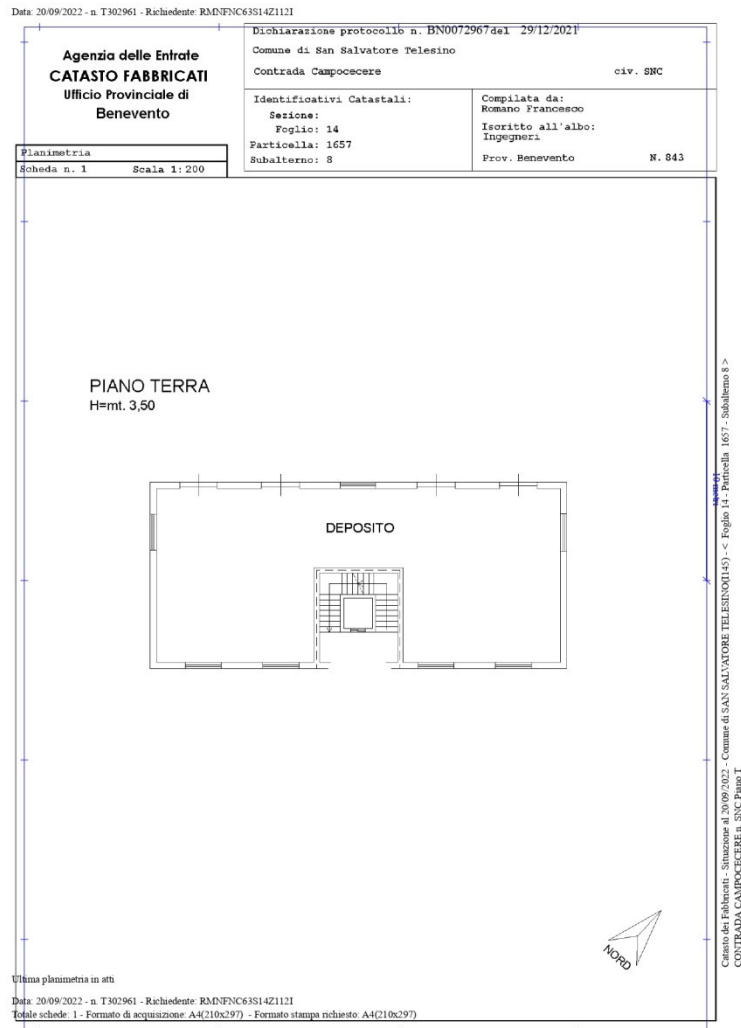 Data: 20/09/2022 - n. T302961 - Richiedente: RMNFNC63S14Z112I
Agenzia delle Entrate
CATASTO FABBRICATI
Ufficio Provinciale di
Benevento
Dichiarazione protocollo n. BN0072967 del 29/12/2021
Comune di San Salvatore Telesino
Contrada Campocecere civ. SNC
Identificativi Catastali:
Sezione:
Foglio: 14
Particella: 1657
Subalterno: 8
Compilata da:
Romano Francesco
Iscritto all'albo:
Ingegneri
Prov. Benevento N. 843
Planimetria
Scheda n. 1 Scala 1:200
PIANO TERRA
H=mt. 3,50
DEPOSITO
10 metri
NORD
Catasto dei Fabbricati - Situazione al 20/09/2022 - Comune di SAN SALVATORE TELESINO(I145) - < Foglio 14 - Particella 1657 - Subalterno 8 >
CONTRADA CAMPOCECERE n. SNC Piano T
Ultima planimetria in atti
Data: 20/09/2022 - n. T302961 - Richiedente: RMNFNC63S14Z112I
Totale schede: 1 - Formato di acquisizione: A4(210x297) - Formato stampa richiesto: A4(210x297)